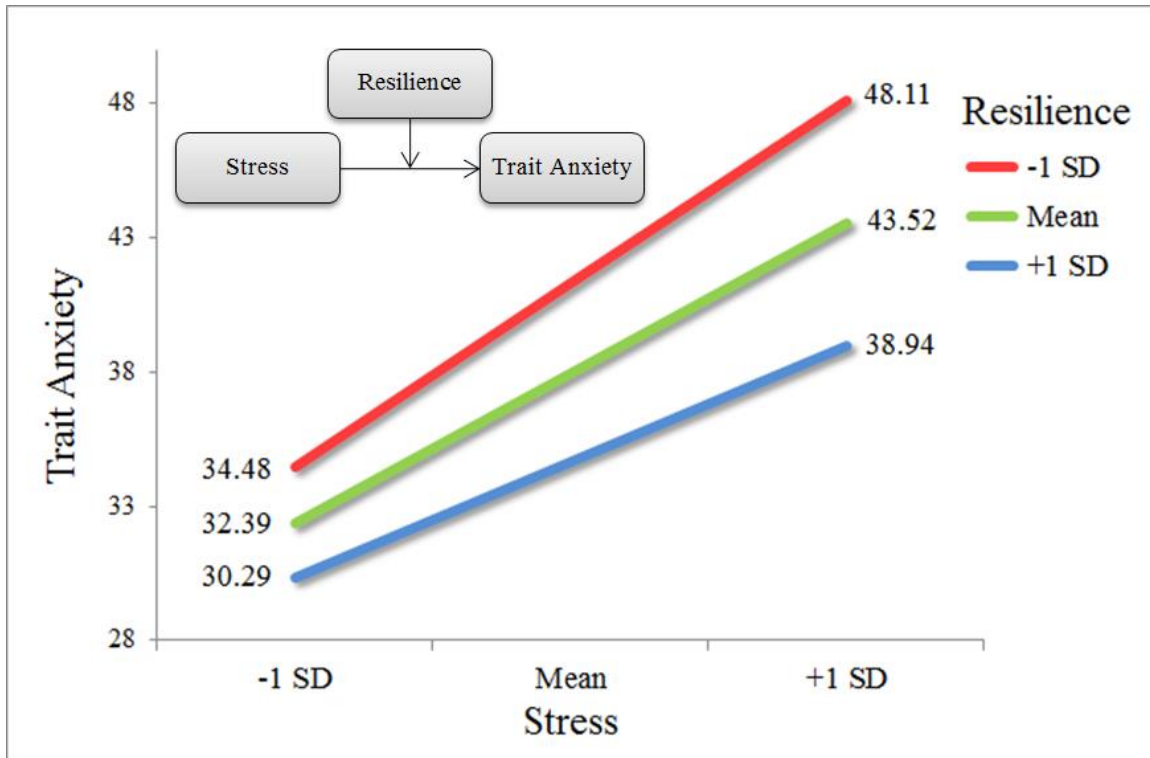 Resilience
Stress
Trait Anxiety
48
43
38
33
28
Trait Anxiety
48.11
43.52
38.94
34.48
32.39
30.29
Resilience
-1 SD
Mean
+1 SD
-1 SD
Mean
+1 SD
Stress